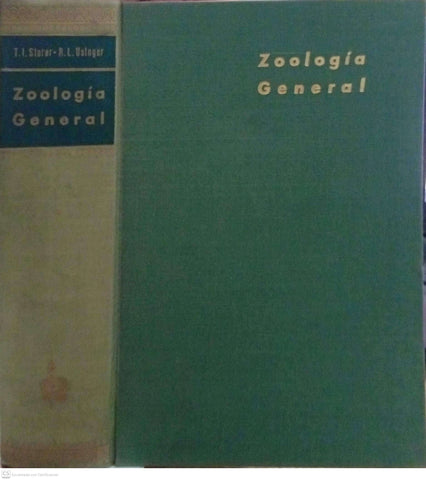 T. I. Storer - R. L. Usinger
Zoología
General
Zoología
General